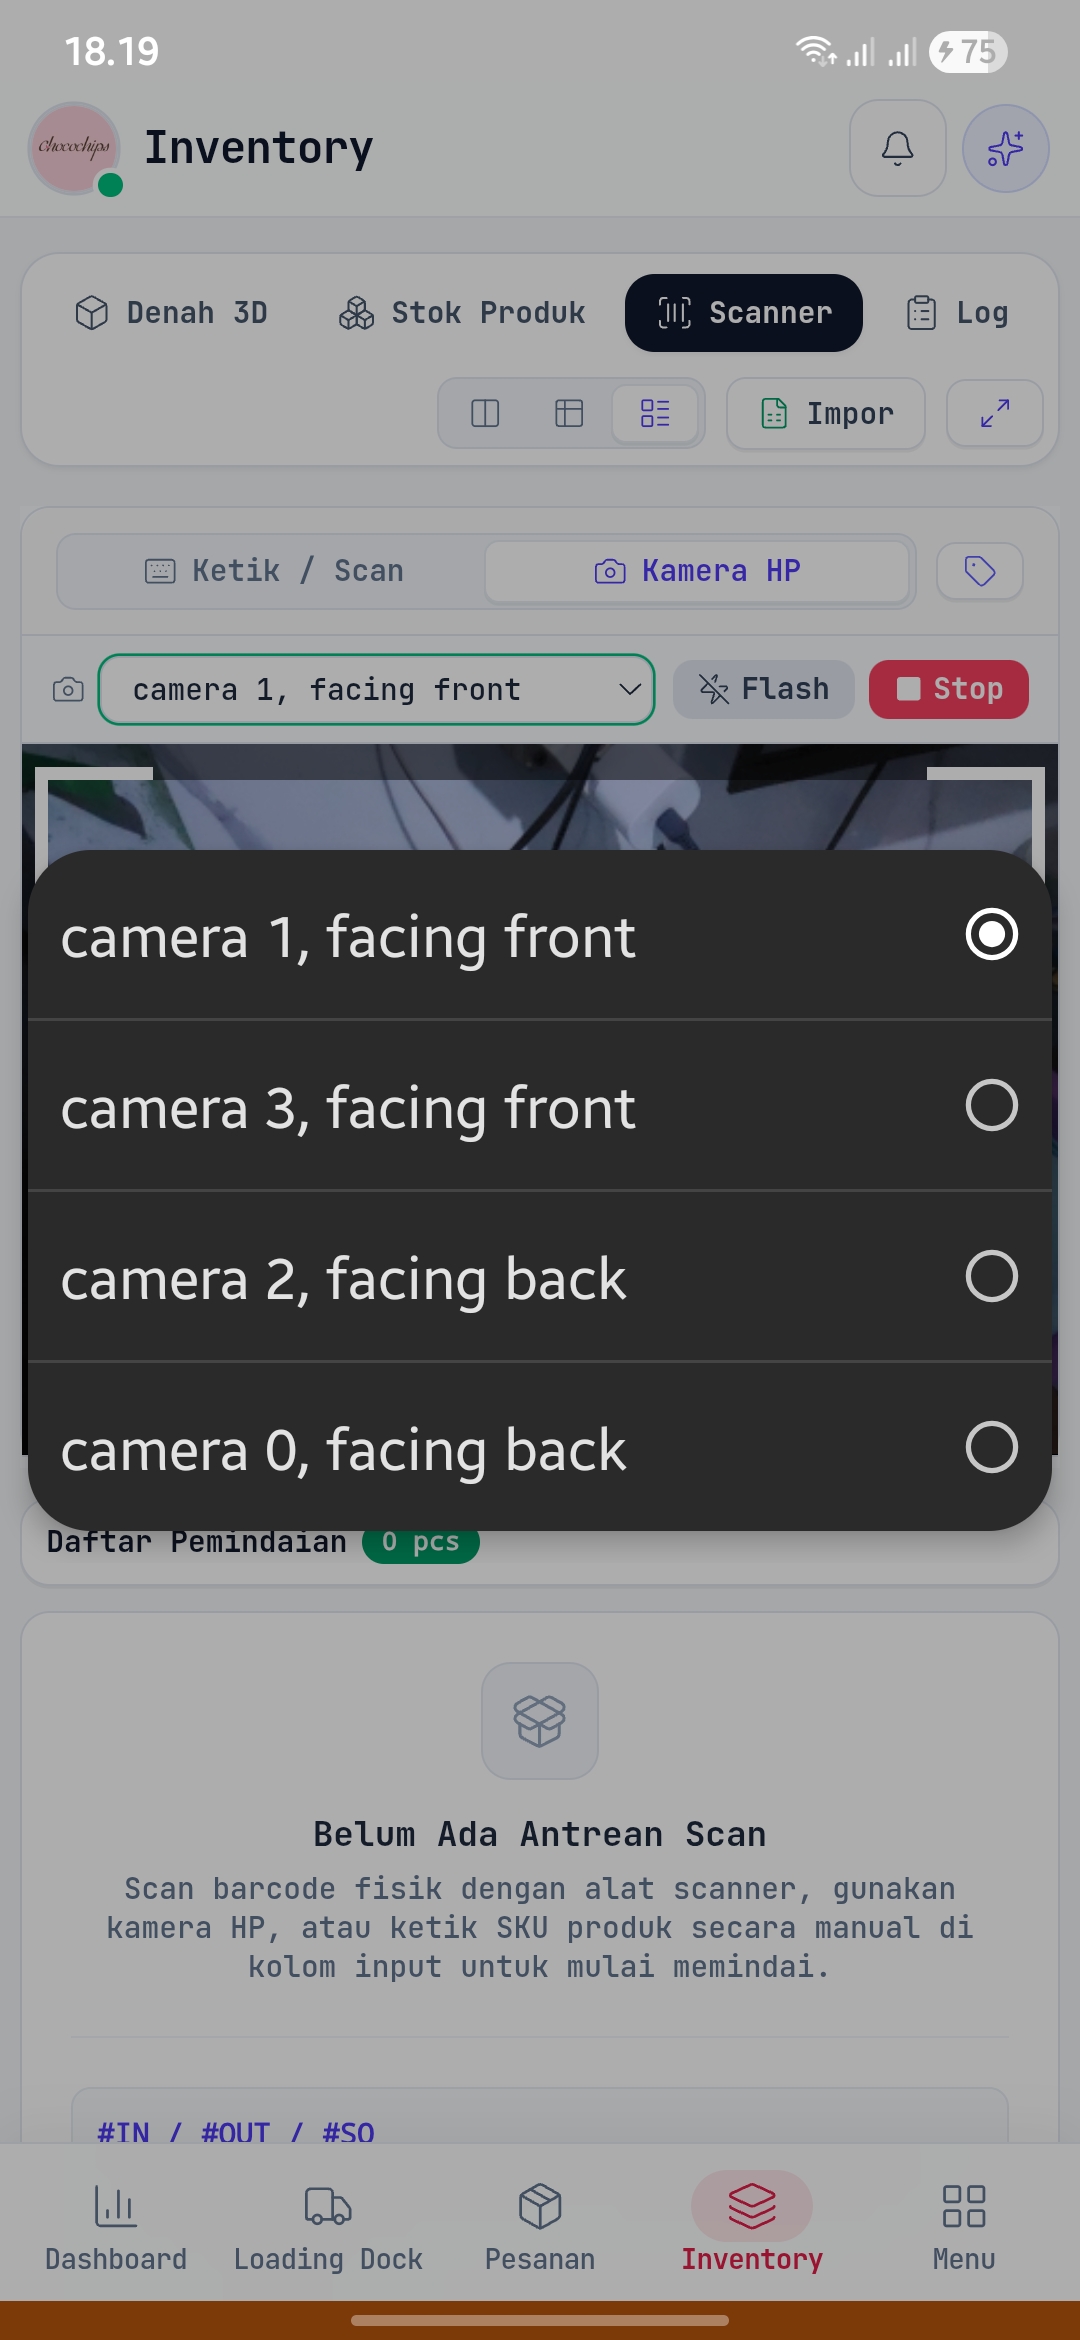 18.19
75
Chocochips
Inventory
Denah 3D
Stok Produk
Scanner
Log
Impor
Ketik / Scan
Kamera HP
camera 1, facing front
Flash
Stop
camera 1, facing front
camera 3, facing front
camera 2, facing back
camera 0, facing back
Daftar Pemindaian
0 pcs
Belum Ada Antrean Scan
Scan barcode fisik dengan alat scanner, gunakan
kamera HP, atau ketik SKU produk secara manual di
kolom input untuk mulai memindai.
#IN / #OUT / #SO
Dashboard
Loading Dock
Pesanan
Inventory
Menu